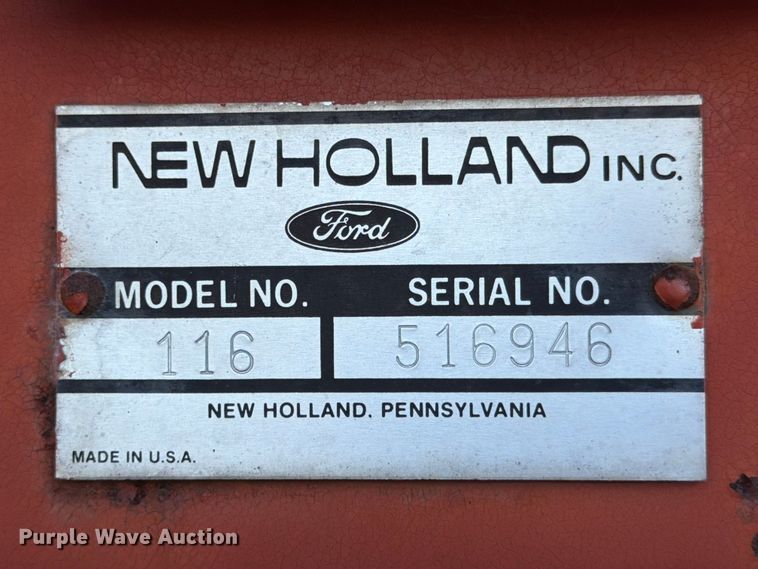 NEW HOLLAND INC.
Ford
MODEL NO. SERIAL NO.
116 516946
NEW HOLLAND, PENNSYLVANIA
MADE IN U.S.A.
Purple Wave Auction